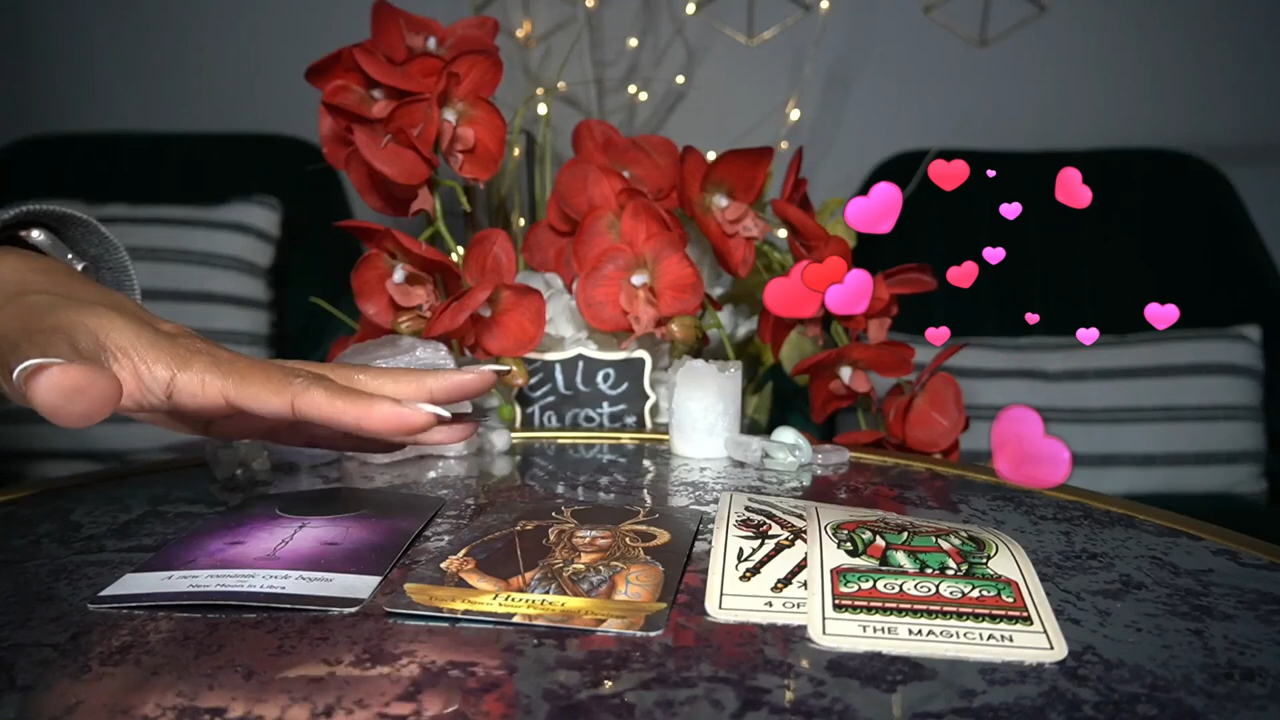 Elle
Tarot
A new romantic cycle begins
New Moon in Libra
Hunter
4 OF
THE MAGICIAN